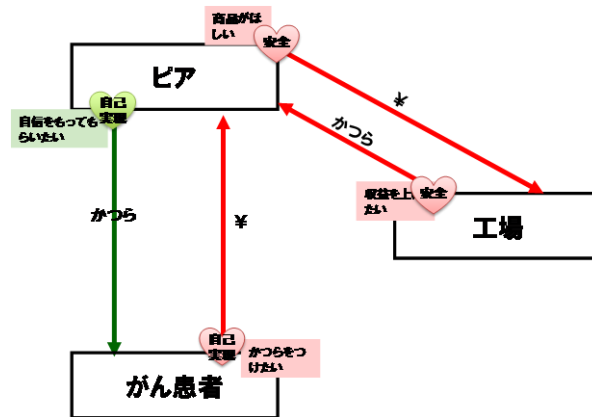 商品がほ
しい
安全
ピア
自己
実現
自信をもっても
らいたい
¥
かつら
収益を上げ
たい
安全
工場
かつら
¥
自己
実現
かつらをつ
けたい
がん患者